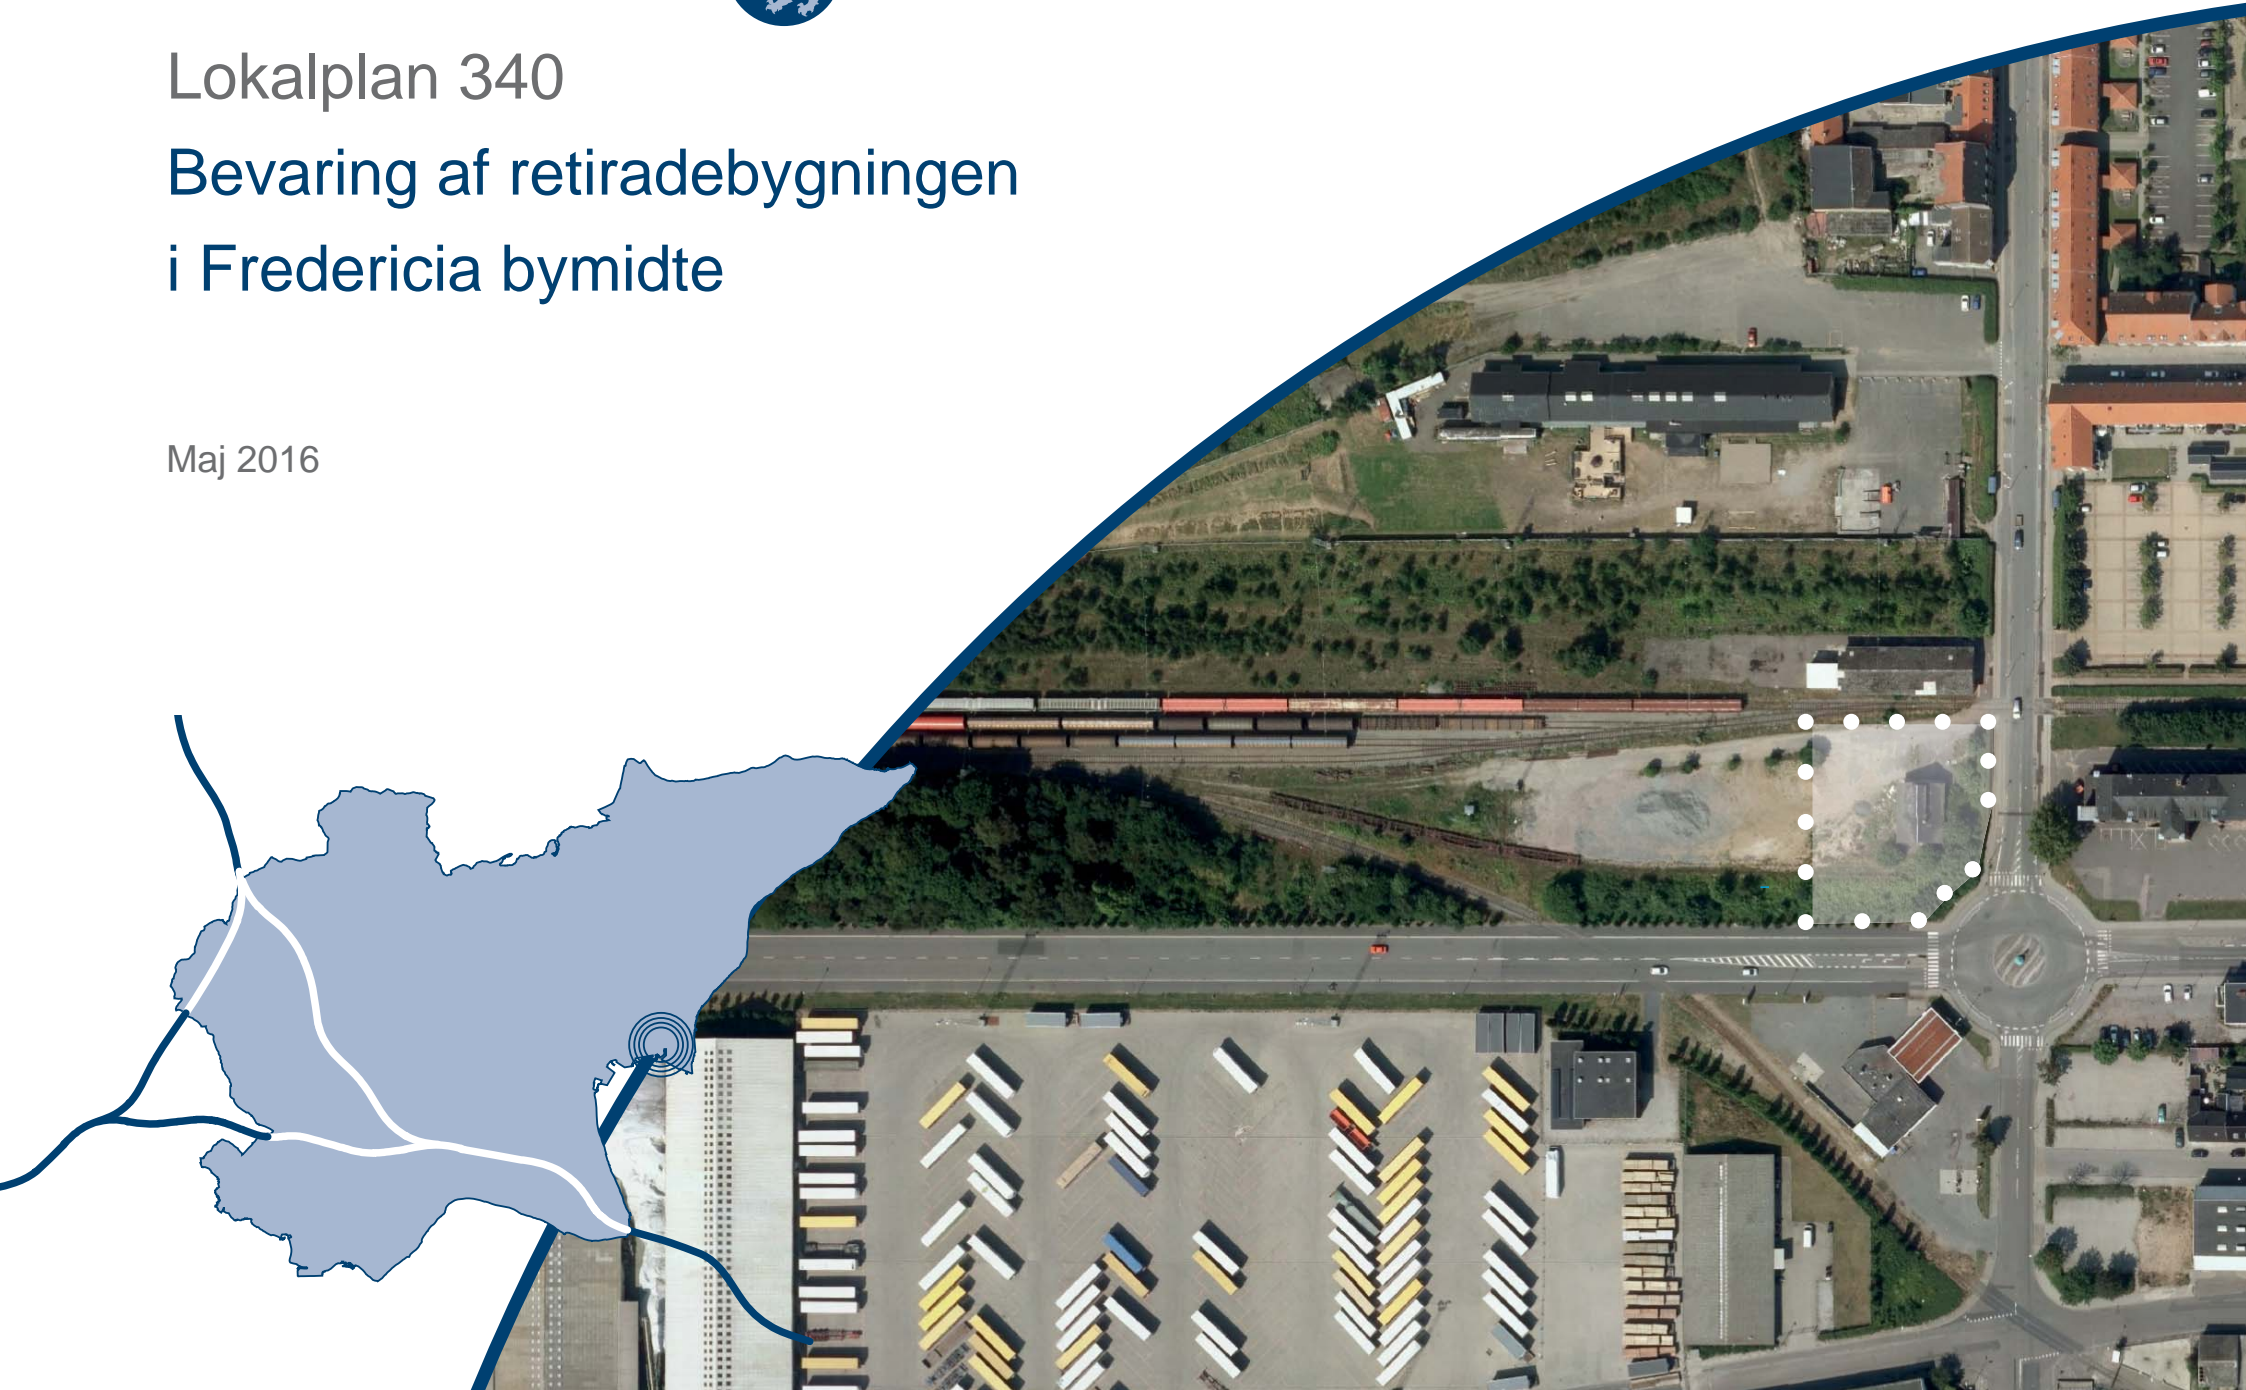 Lokalplan 340
Bevaring af retiradebygningen
i Fredericia bymidte
Maj 2016